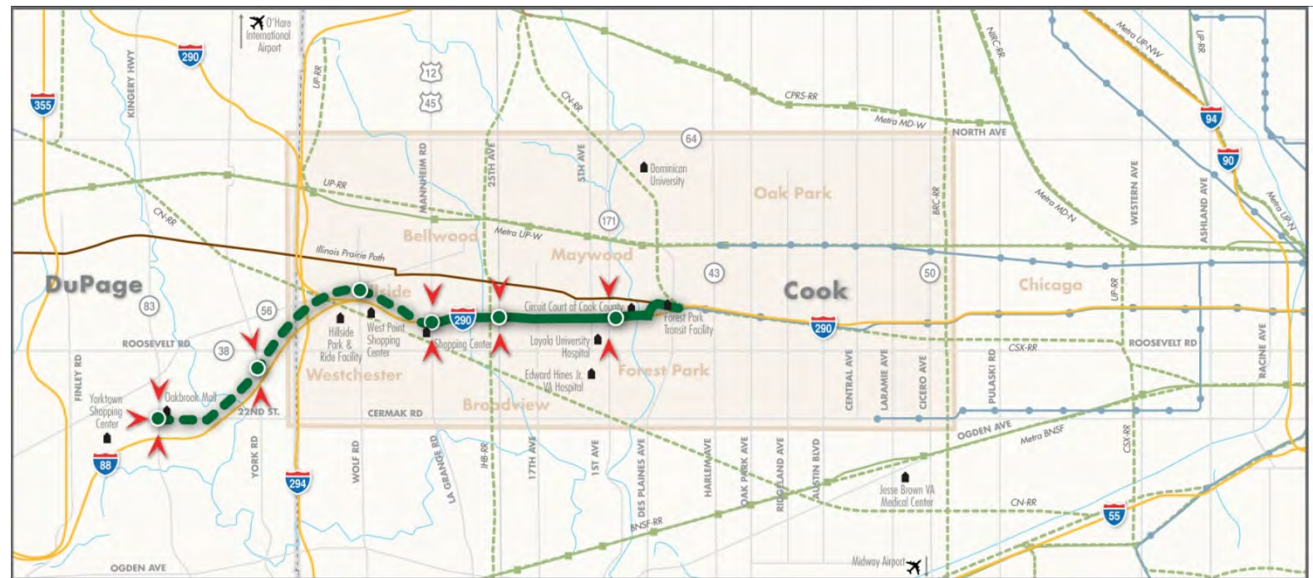 O'Hare
International
Airport
KINGERY HWY
290
355
UP-RR
12
45
CN-RR
CPRS-RR
Metra MD-W
NORTH AVE
NIRC-RR
Metra UP-NW
UP-RR
94
90
64
MANNHEIM RD
25TH AVE
5TH AVE
Dominican
University
Oak Park
BRC-RR
Metra MD-N
WESTERN AVE
ASHLAND AVE
Metra UP-N
UP-RR
CN-RR
171
Bellwood
Metra UP-W
Illinois Prairie Path
Maywood
DuPage
83
56
43
Cook
50
Chicago
UP-RR
Circuit Court of Cook County
Forest Park
Transit Facility
290
290
Hillside
Park &
Ride Facility
West Point
Shopping
Center
Shopping Center
Loyola University
Hospital
Edward Hines Jr.
VA Hospital
Forest Park
ROOSEVELT RD
38
CSX-RR
ROOSEVELT RD
Westchester
Broadview
CERMAK RD
FINLEY RD
Yorktown
Shopping
Center
Oakbrook Mall
22ND ST.
88
YORK RD
294
WOLF RD
LA GRANGE RD
IHB-RR
17TH AVE
1ST AVE
DES PLAINES AVE
HARLEM AVE
OAK PARK AVE
RIDGELAND AVE
AUSTIN BLVD
CENTRAL AVE
LARAMIE AVE
CICERO AVE
PULASKI RD
RACINE AVE
OGDEN AVE
Metra BNSF
CSX-RR
Jesse Brown VA
Medical Center
CN-RR
55
BNSF-RR
Midway Airport
OGDEN AVE